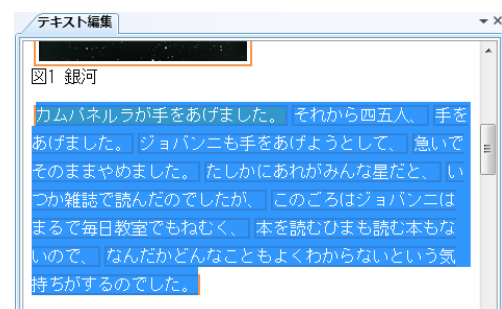 テキスト編集
図1 銀河
カムパネルラが手をあげました。 それから四五人、 手を
あげました。 ジョバンニも手をあげようとして、 急いで
そのままやめました。 たしかにあれがみんな星だと、 い
つか雑誌で読んだのでしたが、 このごろはジョバンニは
まるで毎日教室でもねむく、 本を読むひまも読む本もな
いので、 なんだかどんなこともよくわからないという気
持ちがするのでした。